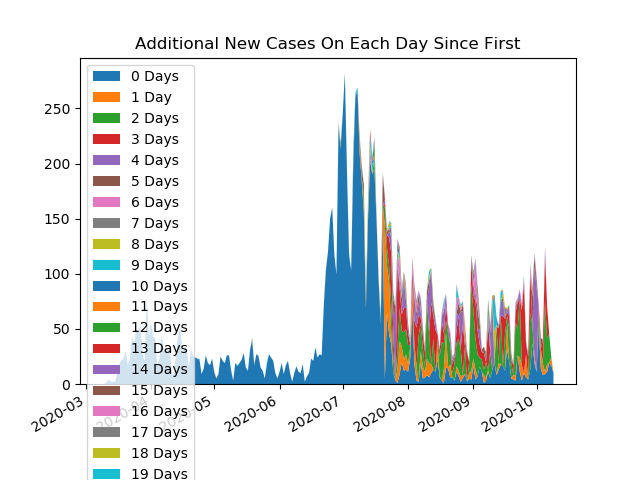 Additional New Cases On Each Day Since First
250
200
150
100
50
0
0 Days
1 Day
2 Days
3 Days
4 Days
5 Days
6 Days
7 Days
8 Days
9 Days
10 Days
11 Days
12 Days
13 Days
14 Days
15 Days
16 Days
17 Days
18 Days
19 Days
2020-03
2020-04
2020-05
2020-06
2020-07
2020-08
2020-09
2020-10